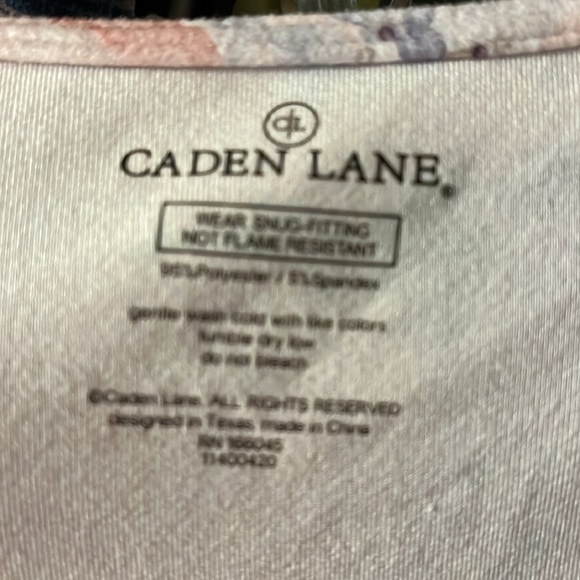 CL
CADEN LANE®
WEAR SNUG-FITTING
NOT FLAME RESISTANT
95% Polyester / 5% Spandex
gentle wash cold with like colors
tumble dry low
do not bleach
©Caden Lane. ALL RIGHTS RESERVED
designed in Texas, made in China
RN 166045
11400420